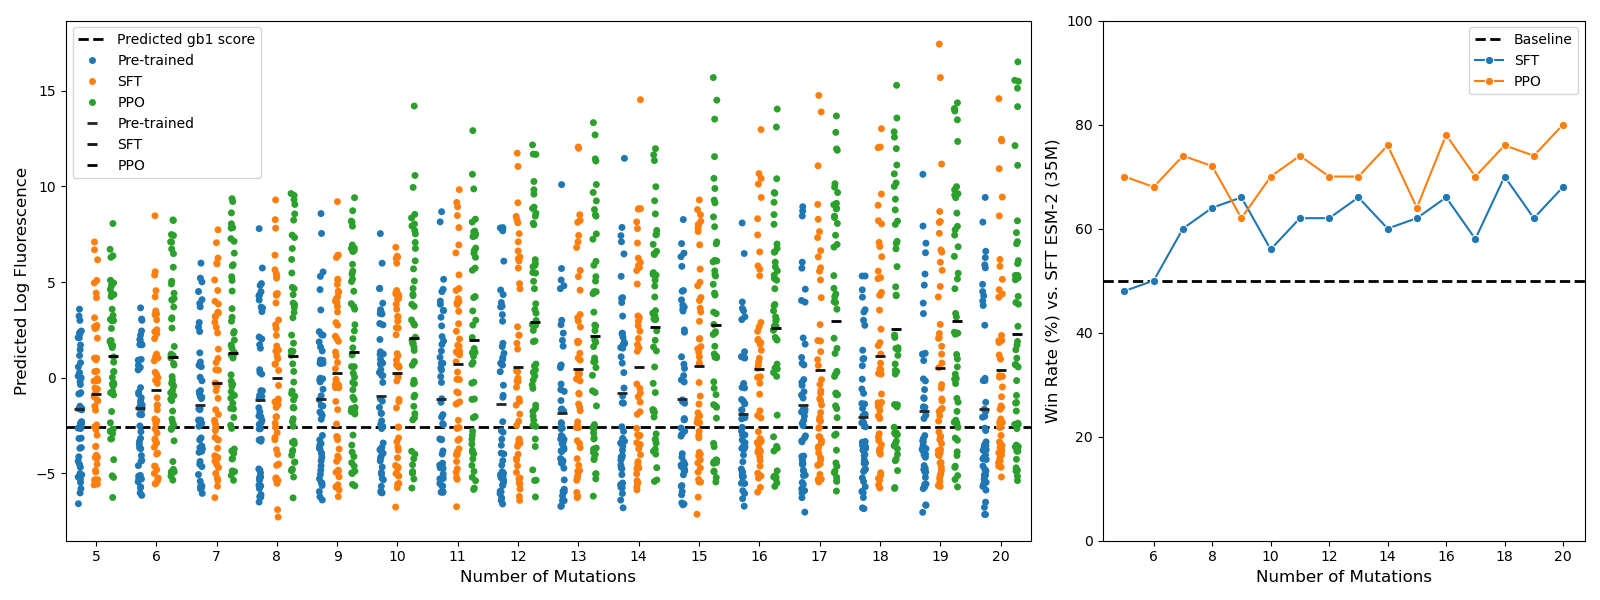 Predicted gb1 score
Pre-trained
SFT
PPO
Pre-trained
SFT
PPO
Predicted Log Fluorescence
15
10
5
0
−5
5 6 7 8 9 10 11 12 13 14 15 16 17 18 19 20
Number of Mutations
Baseline
SFT
PPO
Win Rate (%) vs. SFT ESM-2 (35M)
100
80
60
40
20
0
6 8 10 12 14 16 18 20
Number of Mutations